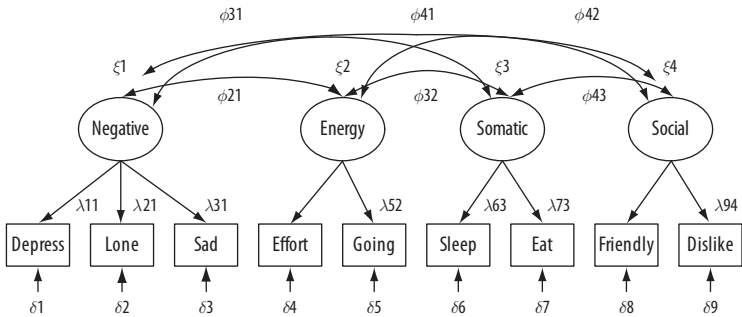 ϕ31 ϕ41 ϕ42
ξ1 ξ2 ξ3 ξ4
ϕ21 ϕ32 ϕ43
Negative Energy Somatic Social
λ11 λ21 λ31 λ52 λ63 λ73 λ94
Depress Lone Sad Effort Going Sleep Eat Friendly Dislike
δ1 δ2 δ3 δ4 δ5 δ6 δ7 δ8 δ9